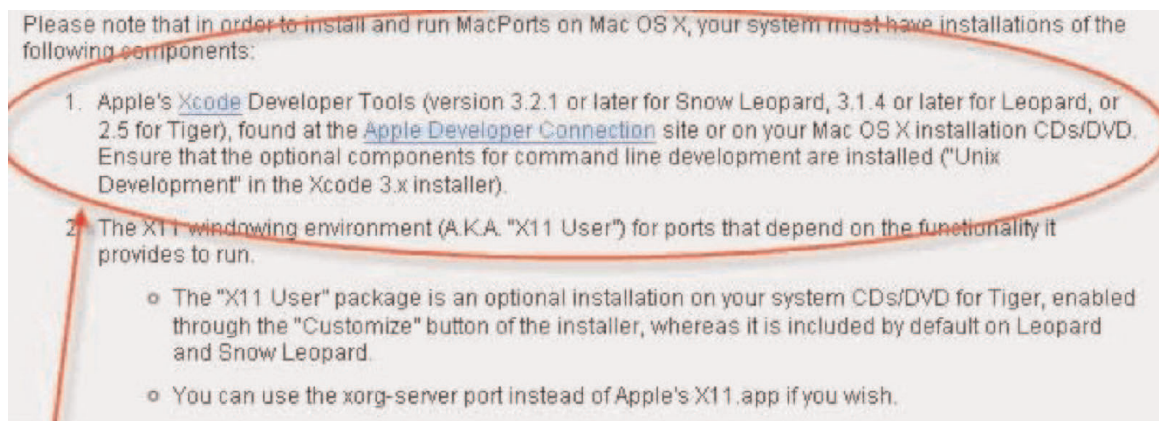 Please note that in order to install and run MacPorts on Mac OS X, your system must have installations of the
following components:
1. Apple's Xcode Developer Tools (version 3.2.1 or later for Snow Leopard, 3.1.4 or later for Leopard, or
2.5 for Tiger), found at the Apple Developer Connection site or on your Mac OS X installation CDs/DVD.
Ensure that the optional components for command line development are installed ("Unix
Development" in the Xcode 3.x installer).
2. The X11 windowing environment (A.K.A. "X11 User") for ports that depend on the functionality it
provides to run.
o The "X11 User" package is an optional installation on your system CDs/DVD for Tiger, enabled
through the "Customize" button of the installer, whereas it is included by default on Leopard
and Snow Leopard.
o You can use the xorg-server port instead of Apple's X11.app if you wish.